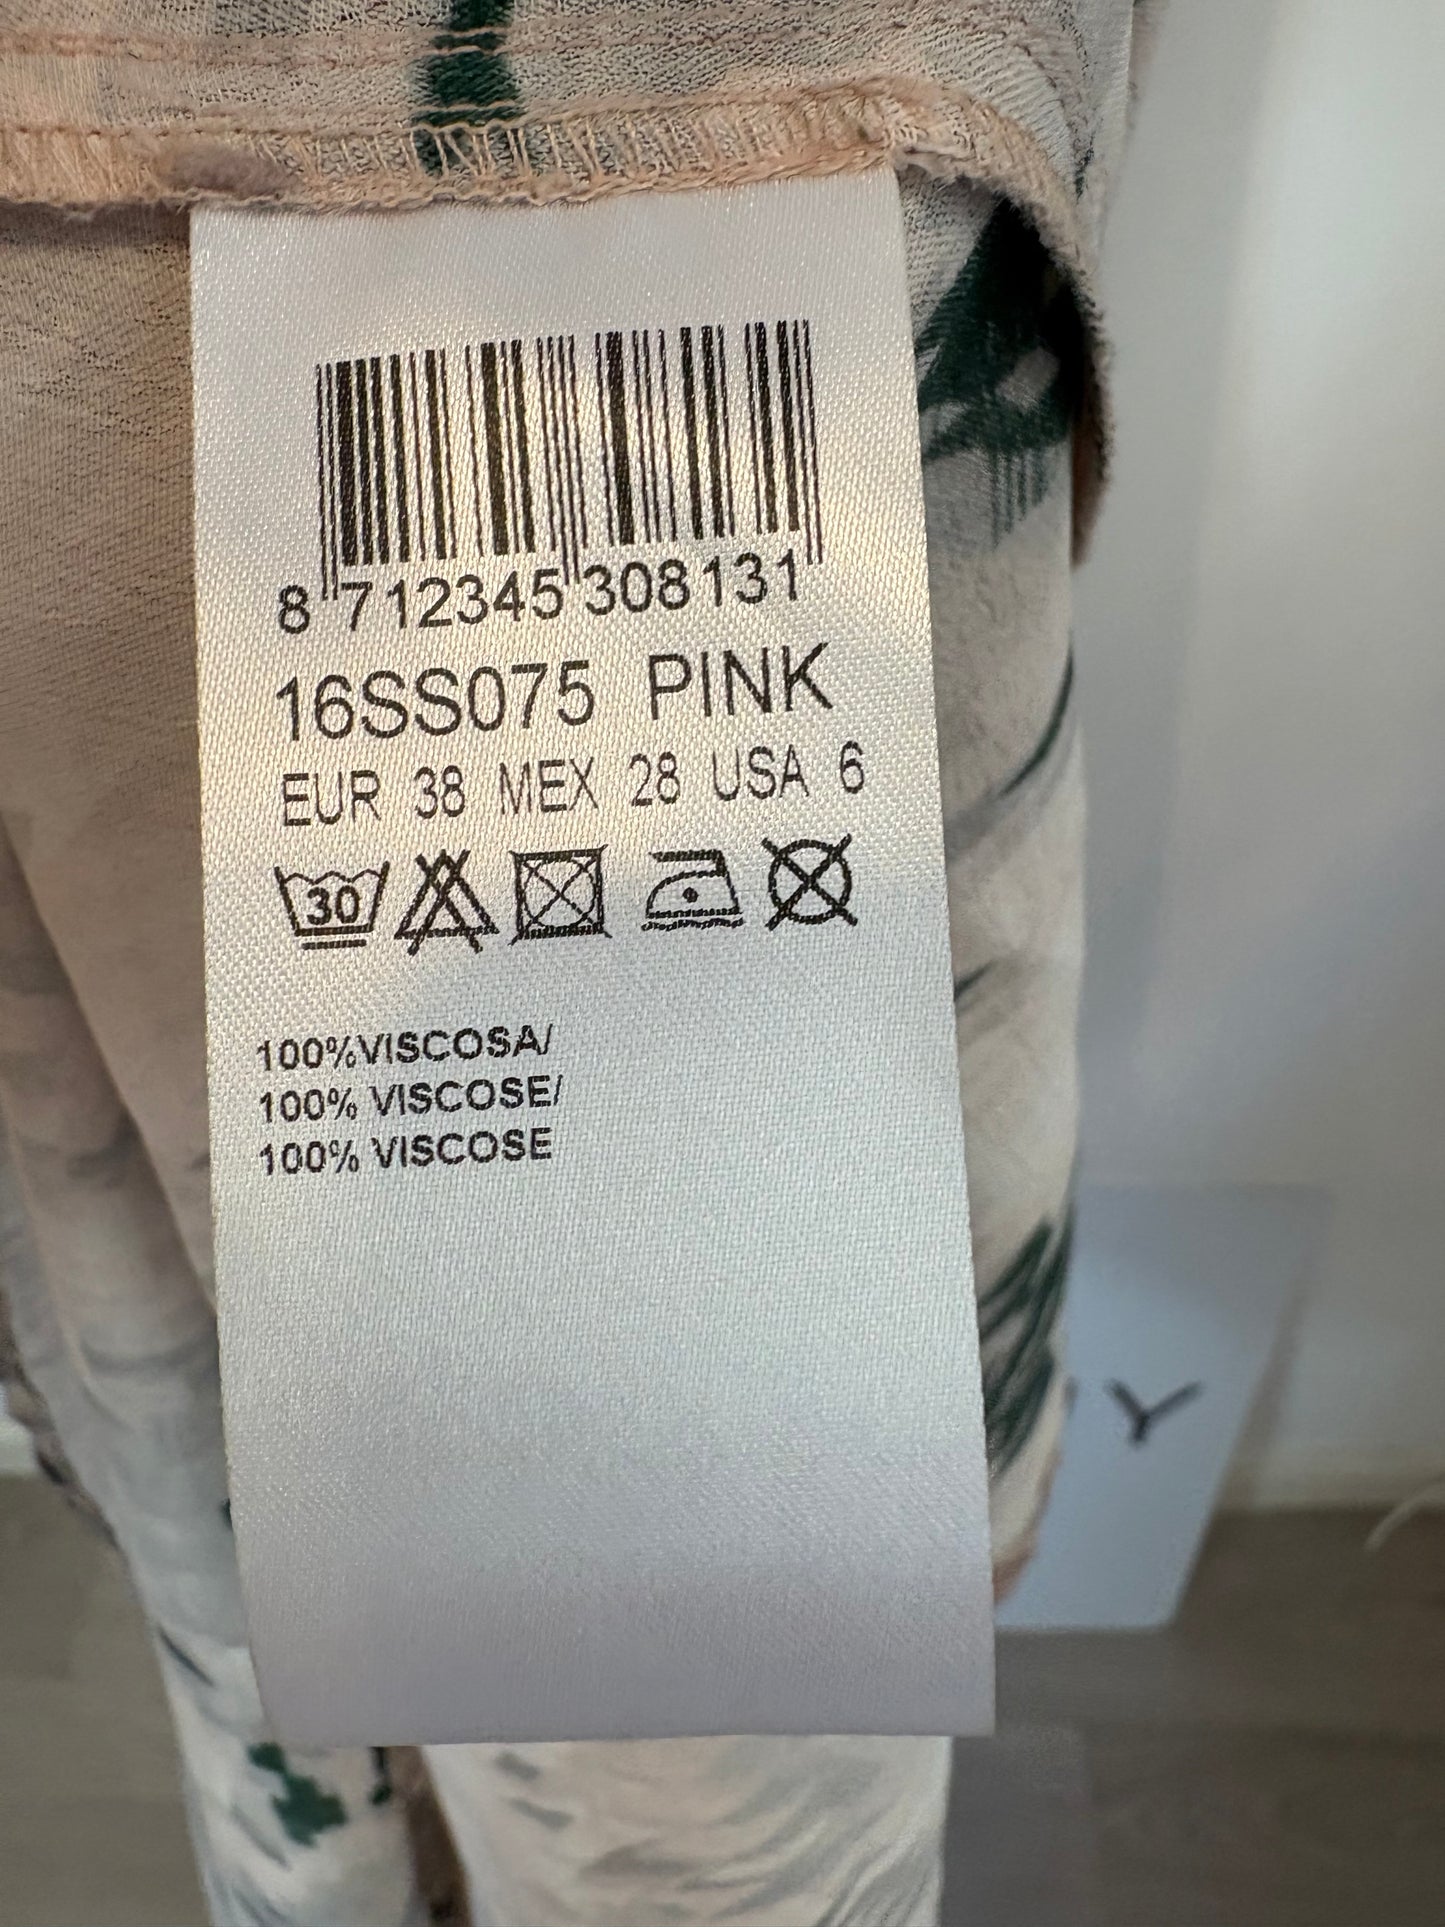 8 712345 308131
16SS075 PINK
EUR 38 MEX 28 USA 6
30
100%VISCOSA/
100% VISCOSE/
100% VISCOSE
Y